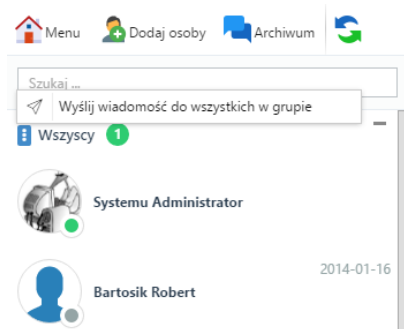 Menu Dodaj osoby Archiwum
Szukaj ...
Wyślij wiadomość do wszystkich w grupie
Wszyscy 1
Systemu Administrator
2014-01-16
Bartosik Robert